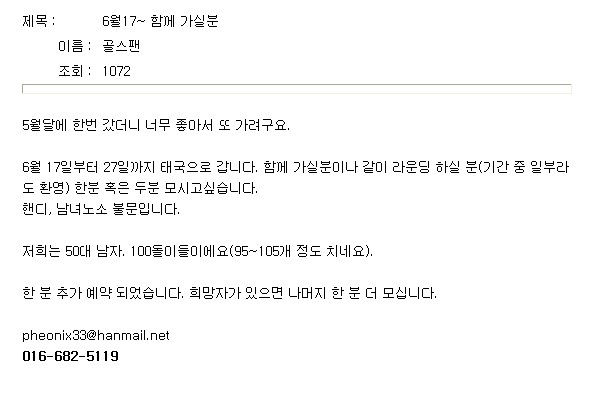 제목 : 6월17~ 함께 가실분
이름 : 골스팬
조회 : 1072
5월달에 한번 갔더니 너무 좋아서 또 가려구요.
6월 17일부터 27일까지 태국으로 갑니다. 함께 가실분이나 같이 라운딩 하실 분(기간 중 일부라
도 환영) 한분 혹은 두분 모시고싶습니다.
핸디, 남녀노소 불문입니다.
저희는 50대 남자. 100돌이들이에요(95~105개 정도 치네요).
한 분 추가 예약 되었습니다. 희망자가 있으면 나머지 한 분 더 모십니다.
pheonix33@hanmail.net
016-682-5119